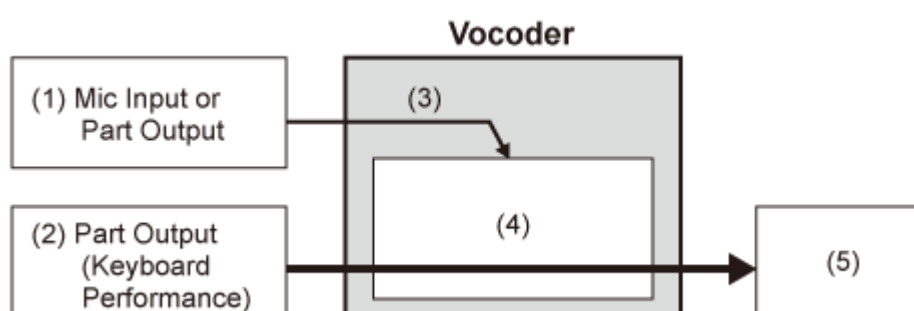 Vocoder
(1) Mic Input or
Part Output
(3)
(2) Part Output
(Keyboard
Performance)
(4)
(5)